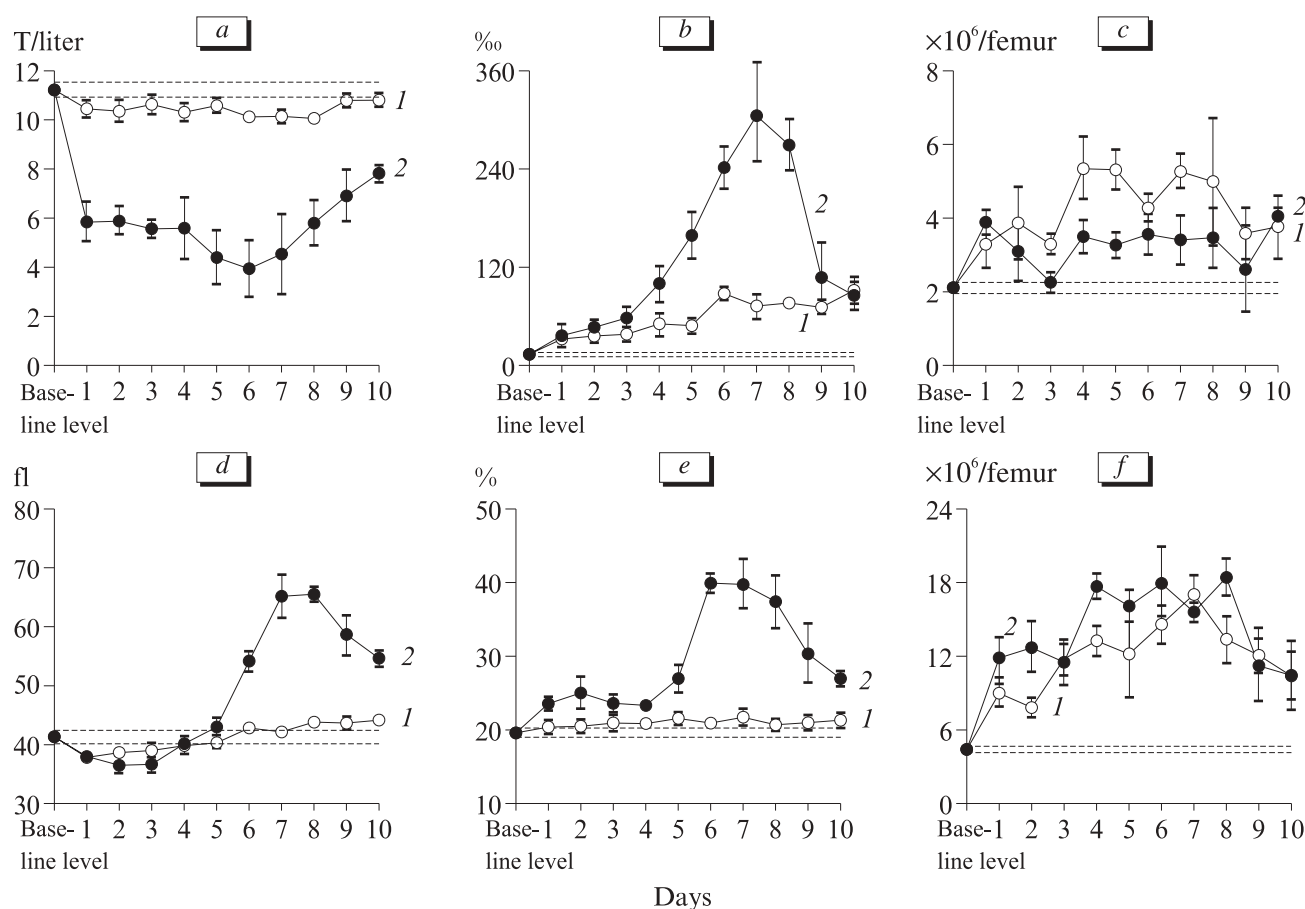 a
T/liter
12
10
8
6
4
2
0
1
2
Base- 1 2 3 4 5 6 7 8 9 10
line level
b
‰
360
240
120
0
2
1
Base- 1 2 3 4 5 6 7 8 9 10
line level
c
×10⁶/femur
8
6
4
2
0
2
1
Base- 1 2 3 4 5 6 7 8 9 10
line level
d
fl
80
70
60
50
40
30
2
1
Base- 1 2 3 4 5 6 7 8 9 10
line level
e
%
50
40
30
20
10
2
1
Base- 1 2 3 4 5 6 7 8 9 10
line level
f
×10⁶/femur
24
18
12
6
0
2
1
Base- 1 2 3 4 5 6 7 8 9 10
line level
Days